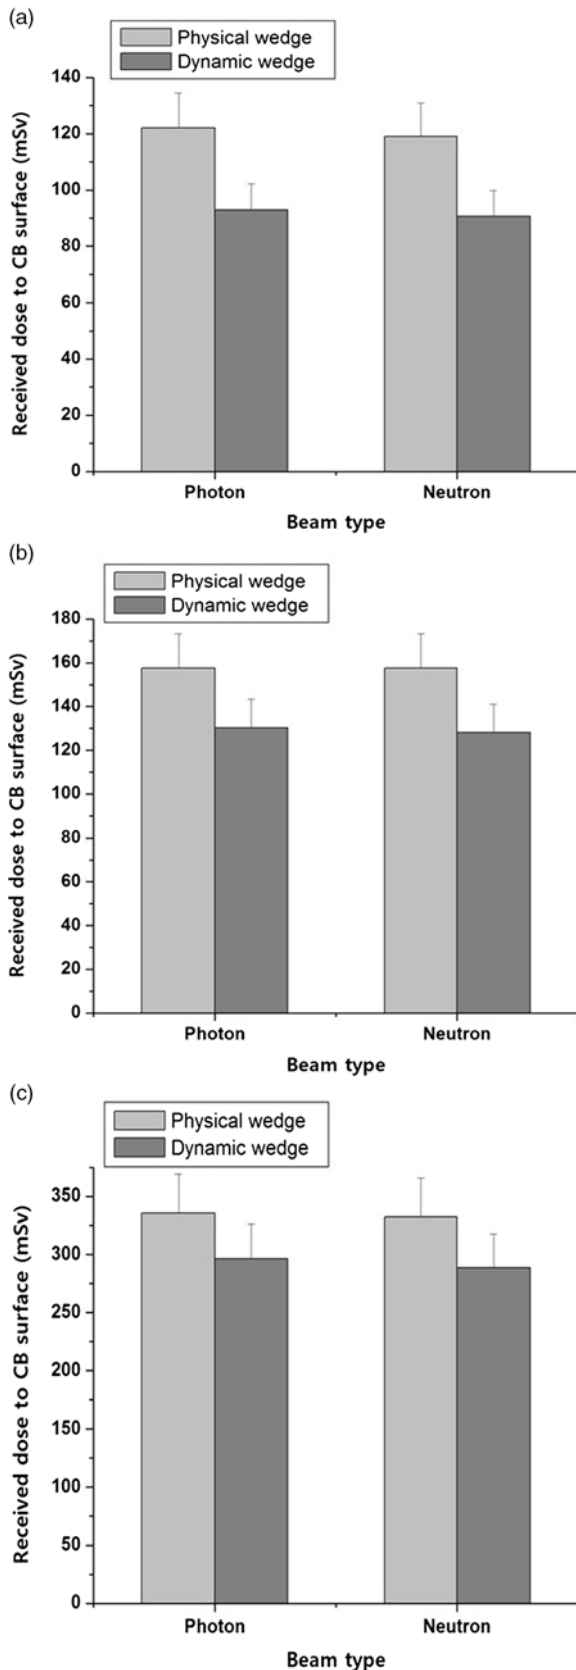 (a)
Physical wedge
Dynamic wedge
Received dose to CB surface (mSv)
140
120
100
80
60
40
20
0
Photon Neutron
Beam type
(b)
Physical wedge
Dynamic wedge
Received dose to CB surface (mSv)
180
160
140
120
100
80
60
40
20
0
Photon Neutron
Beam type
(c)
Physical wedge
Dynamic wedge
Received dose to CB surface (mSv)
350
300
250
200
150
100
50
0
Photon Neutron
Beam type